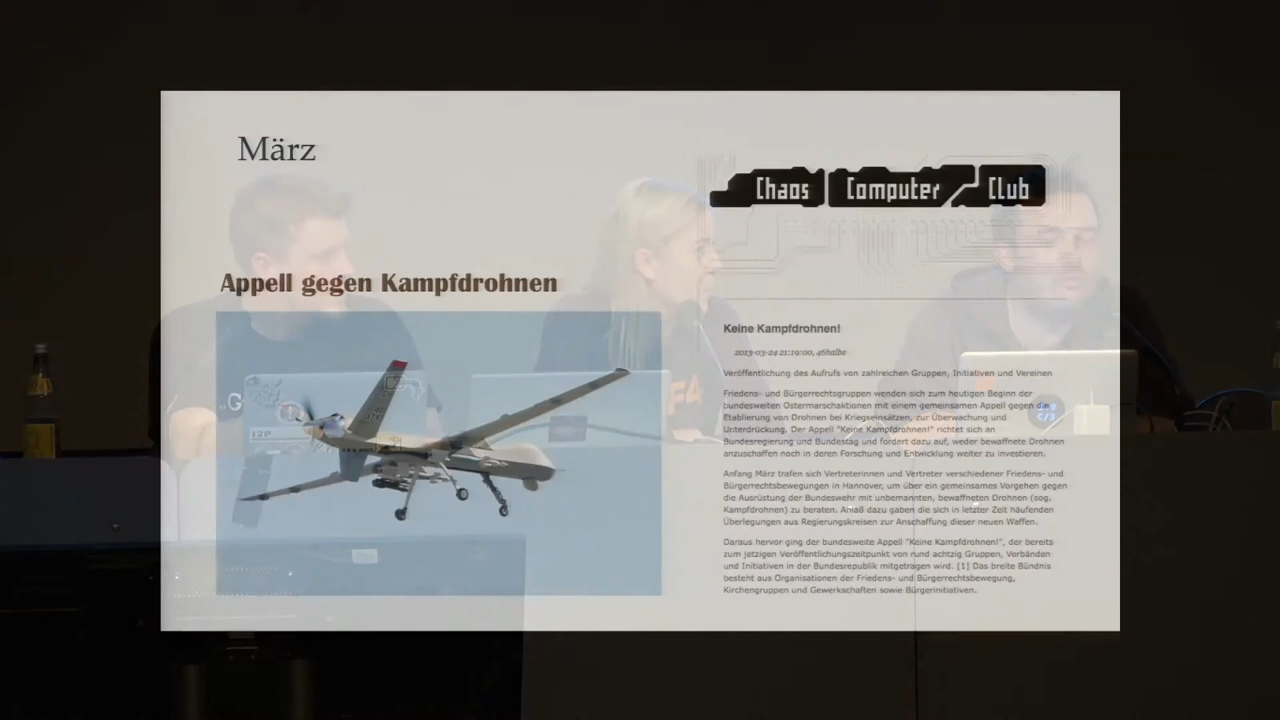 März
Appell gegen Kampfdrohnen
Chaos Computer Club
Keine Kampfdrohnen!
2013-03-24 21:19:00, 46halbe
Veröffentlichung des Aufrufs von zahlreichen Gruppen, Initiativen und Vereinen
Friedens- und Bürgerrechtsgruppen wenden sich zum heutigen Beginn der
bundesweiten Ostermarschaktionen mit einem gemeinsamen Appell gegen die
Etablierung von Drohnen bei Kriegseinsätzen, zur Überwachung und
Unterdrückung. Der Appell "Keine Kampfdrohnen!" richtet sich an
Bundesregierung und Bundestag und fordert dazu auf, weder bewaffnete Drohnen
anzuschaffen noch in deren Forschung und Entwicklung weiter zu investieren.
Anfang März trafen sich Vertreterinnen und Vertreter verschiedener Friedens- und
Bürgerrechtsbewegungen in Hannover, um über ein gemeinsames Vorgehen gegen
die Ausrüstung der Bundeswehr mit unbemannten, bewaffneten Drohnen (sog.
Kampfdrohnen) zu beraten. Anlaß dazu gaben die sich in letzter Zeit häufenden
Überlegungen aus Regierungskreisen zur Anschaffung dieser neuen Waffen.
Daraus hervor ging der bundesweite Appell "Keine Kampfdrohnen!", der bereits
zum jetzigen Veröffentlichungszeitpunkt von rund achtzig Gruppen, Verbänden
und Initiativen in der Bundesrepublik mitgetragen wird. [1] Das breite Bündnis
besteht aus Organisationen der Friedens- und Bürgerrechtsbewegung,
Kirchengruppen und Gewerkschaften sowie Bürgerinitiativen.
I2P
F4